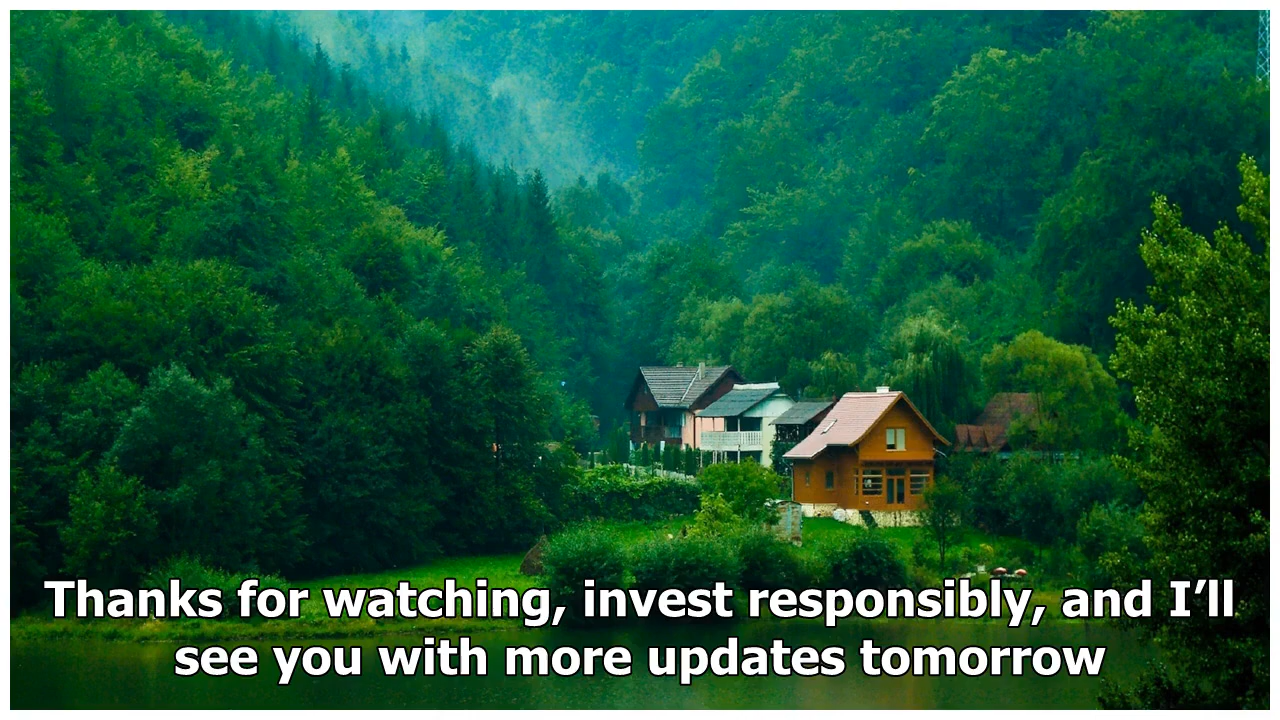 Thanks for watching, invest responsibly, and I’ll
see you with more updates tomorrow